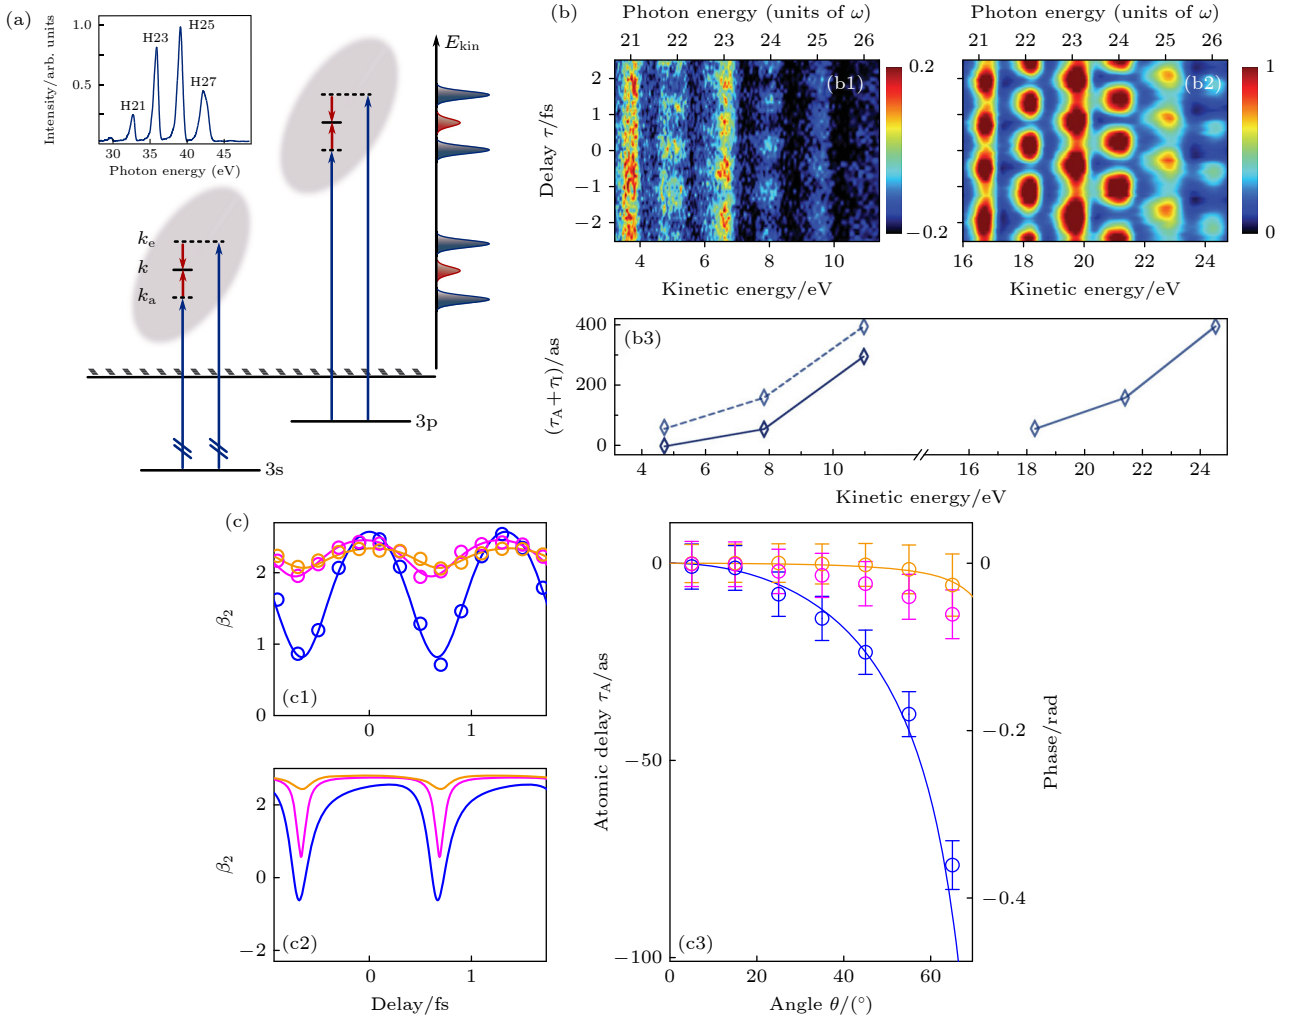 (a)
Intensity/arb. units
1.0
0.5
H21
H23
H25
H27
30
35
40
45
Photon energy (eV)
E_kin
k_e
k
k_a
3s
3p
(b)
Photon energy (units of ω)
21 22 23 24 25 26
(b1)
Delay τ/fs
2
1
0
−1
−2
0.2
−0.2
4 6 8 10
Kinetic energy/eV
Photon energy (units of ω)
21 22 23 24 25 26
(b2)
1
0
16 18 20 22 24
Kinetic energy/eV
(b3)
(τ_A+τ_I)/as
400
200
0
4 6 8 10 16 18 20 22 24
Kinetic energy/eV
(c)
β₂
2
1
0
(c1)
0 1
β₂
2
0
−2
(c2)
0 1
Delay/fs
Atomic delay τ_A/as
0
−50
−100
(c3)
0 20 40 60
Angle θ/(°)
0
−0.2
−0.4
Phase/rad